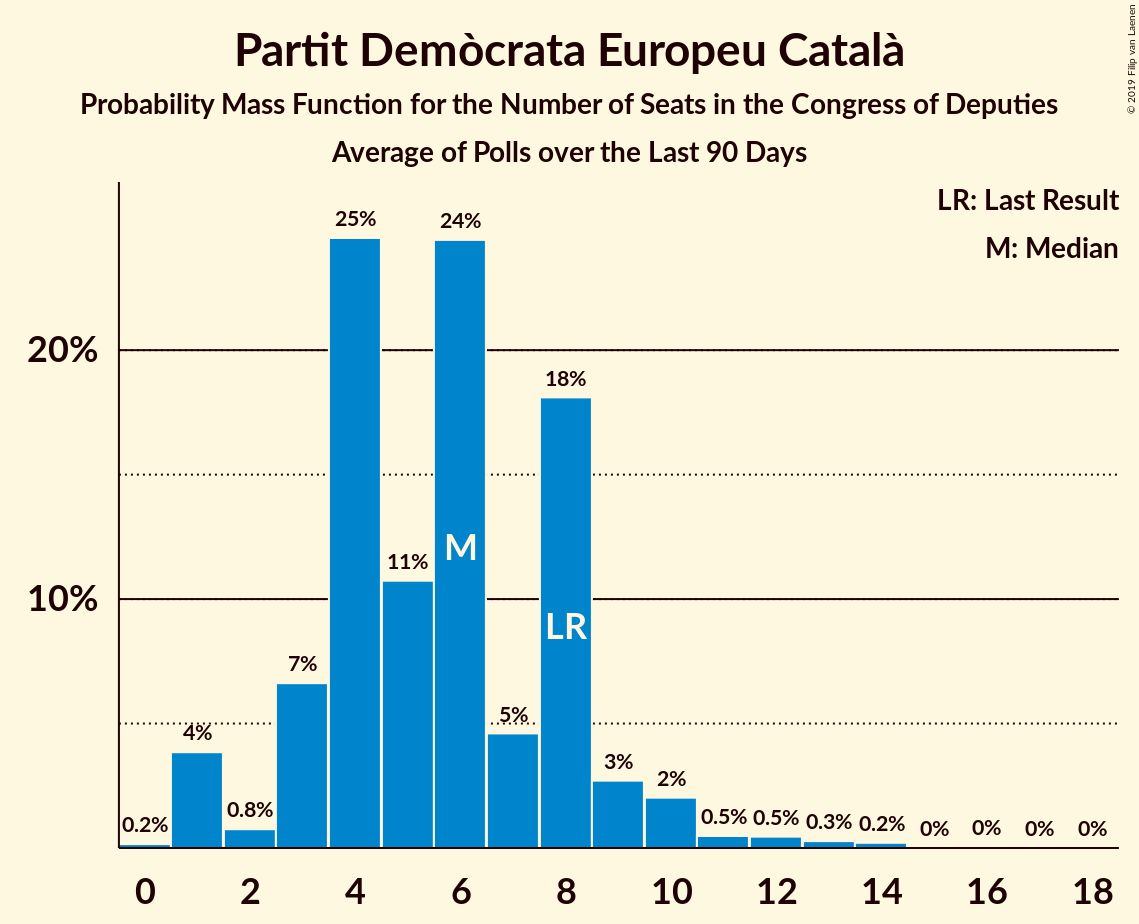 Partit Demòcrata Europeu Català
Probability Mass Function for the Number of Seats in the Congress of Deputies
Average of Polls over the Last 90 Days
© 2019 Filip van Laenen
LR: Last Result
M: Median
25%
24%
20%
18%
11%
M
10%
LR
7%
5%
4%
3%
2%
0.2%
0.8%
0.5%
0.5%
0.3%
0.2%
0%
0%
0%
0%
0 2 4 6 8 10 12 14 16 18